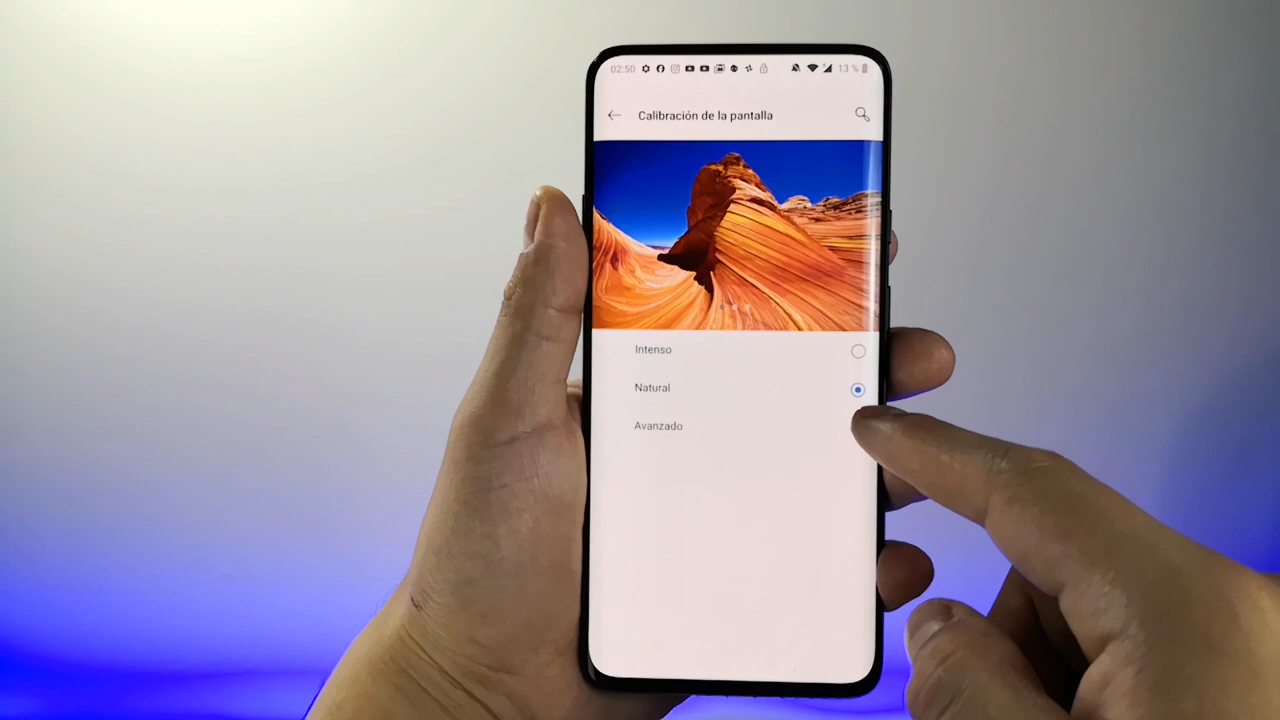 02:50 13 %
Calibración de la pantalla
Intenso
Natural
Avanzado